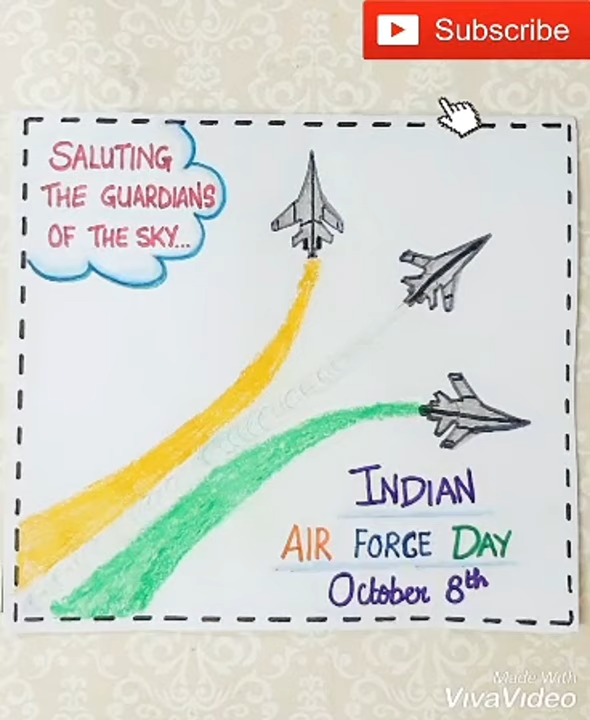 Subscribe
SALUTING
THE GUARDIANS
OF THE SKY...
INDIAN
AIR FORCE DAY
October 8th
Made With
VivaVideo